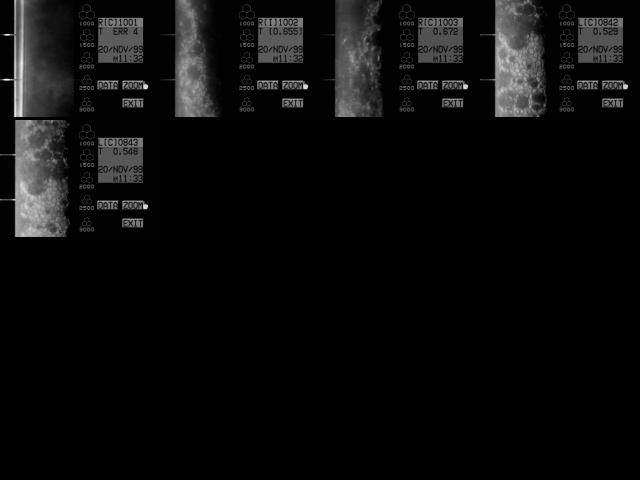 1000 R[C]1001
T ERR 4
1500
20/NOV/99
11:32
2000
DATA ZOOM
2500
EXIT
3000
1000 R[I]1002
T [0.655]
1500
20/NOV/99
11:32
2000
DATA ZOOM
2500
EXIT
3000
1000 R[C]1003
T 0.672
1500
20/NOV/99
11:33
2000
DATA ZOOM
2500
EXIT
3000
1000 L[C]0842
T 0.529
1500
20/NOV/99
11:33
2000
DATA ZOOM
2500
EXIT
3000
1000 L[C]0843
T 0.548
1500
20/NOV/99
11:33
2000
DATA ZOOM
2500
EXIT
3000